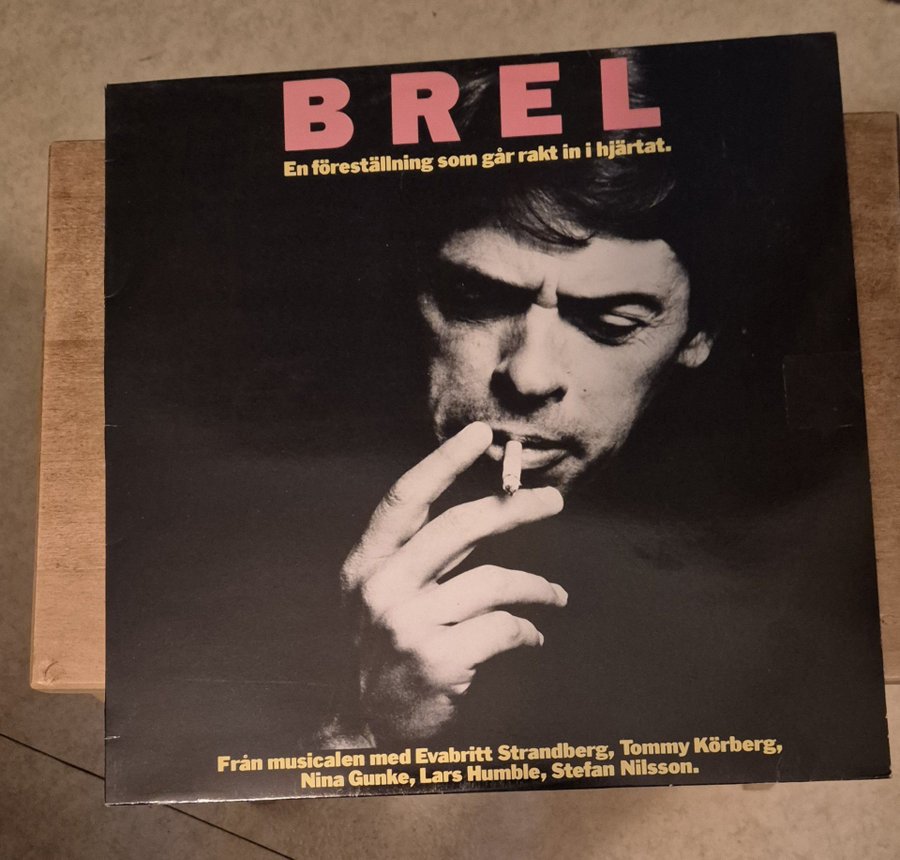 BREL
En föreställning som går rakt in i hjärtat.
Från musicalen med Evabritt Strandberg, Tommy Körberg,
Nina Gunke, Lars Humble, Stefan Nilsson.